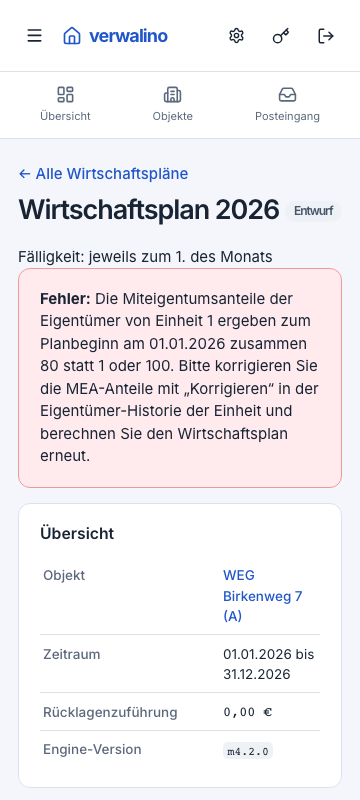 verwalino
Übersicht
Objekte
Posteingang
← Alle Wirtschaftspläne
Wirtschaftsplan 2026 Entwurf
Fälligkeit: jeweils zum 1. des Monats
Fehler: Die Miteigentumsanteile der
Eigentümer von Einheit 1 ergeben zum
Planbeginn am 01.01.2026 zusammen
80 statt 1 oder 100. Bitte korrigieren Sie
die MEA-Anteile mit „Korrigieren“ in der
Eigentümer-Historie der Einheit und
berechnen Sie den Wirtschaftsplan
erneut.
Übersicht
Objekt WEG
Birkenweg 7
(A)
Zeitraum 01.01.2026 bis
31.12.2026
Rücklagenzuführung 0,00 €
Engine-Version m4.2.0